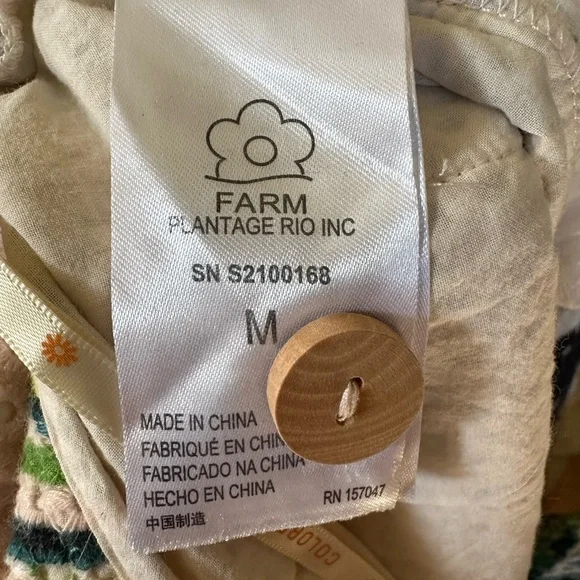 FARM
PLANTAGE RIO INC
SN S2100168
M
MADE IN CHINA
FABRIQUÉ EN CHIN
FABRICADO NA CHINA
HECHO EN CHINA
RN 157047
中国制造